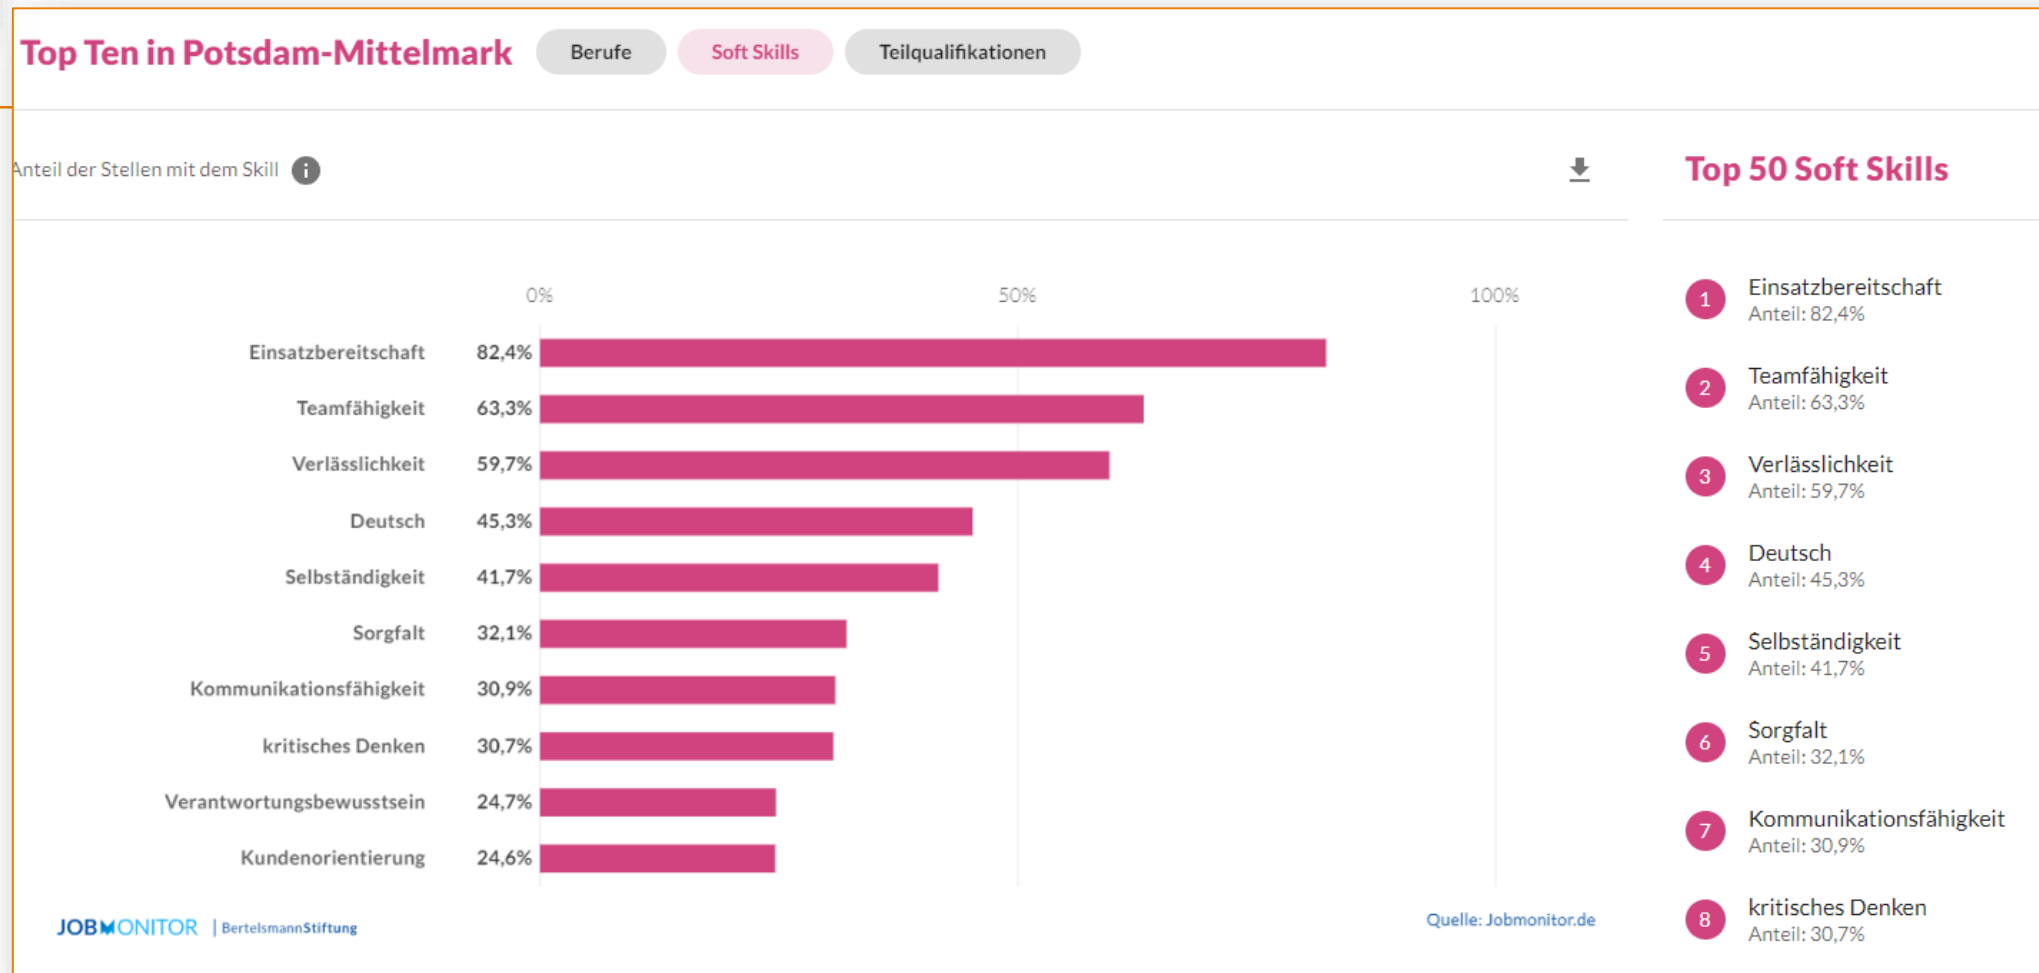 Top Ten in Potsdam-Mittelmark Berufe Soft Skills Teilqualifikationen
Anteil der Stellen mit dem Skill i
0% 50% 100%
Einsatzbereitschaft 82,4%
Teamfähigkeit 63,3%
Verlässlichkeit 59,7%
Deutsch 45,3%
Selbständigkeit 41,7%
Sorgfalt 32,1%
Kommunikationsfähigkeit 30,9%
kritisches Denken 30,7%
Verantwortungsbewusstsein 24,7%
Kundenorientierung 24,6%
JOBMONITOR | BertelsmannStiftung
Quelle: Jobmonitor.de
Top 50 Soft Skills
1 Einsatzbereitschaft
Anteil: 82,4%
2 Teamfähigkeit
Anteil: 63,3%
3 Verlässlichkeit
Anteil: 59,7%
4 Deutsch
Anteil: 45,3%
5 Selbständigkeit
Anteil: 41,7%
6 Sorgfalt
Anteil: 32,1%
7 Kommunikationsfähigkeit
Anteil: 30,9%
8 kritisches Denken
Anteil: 30,7%